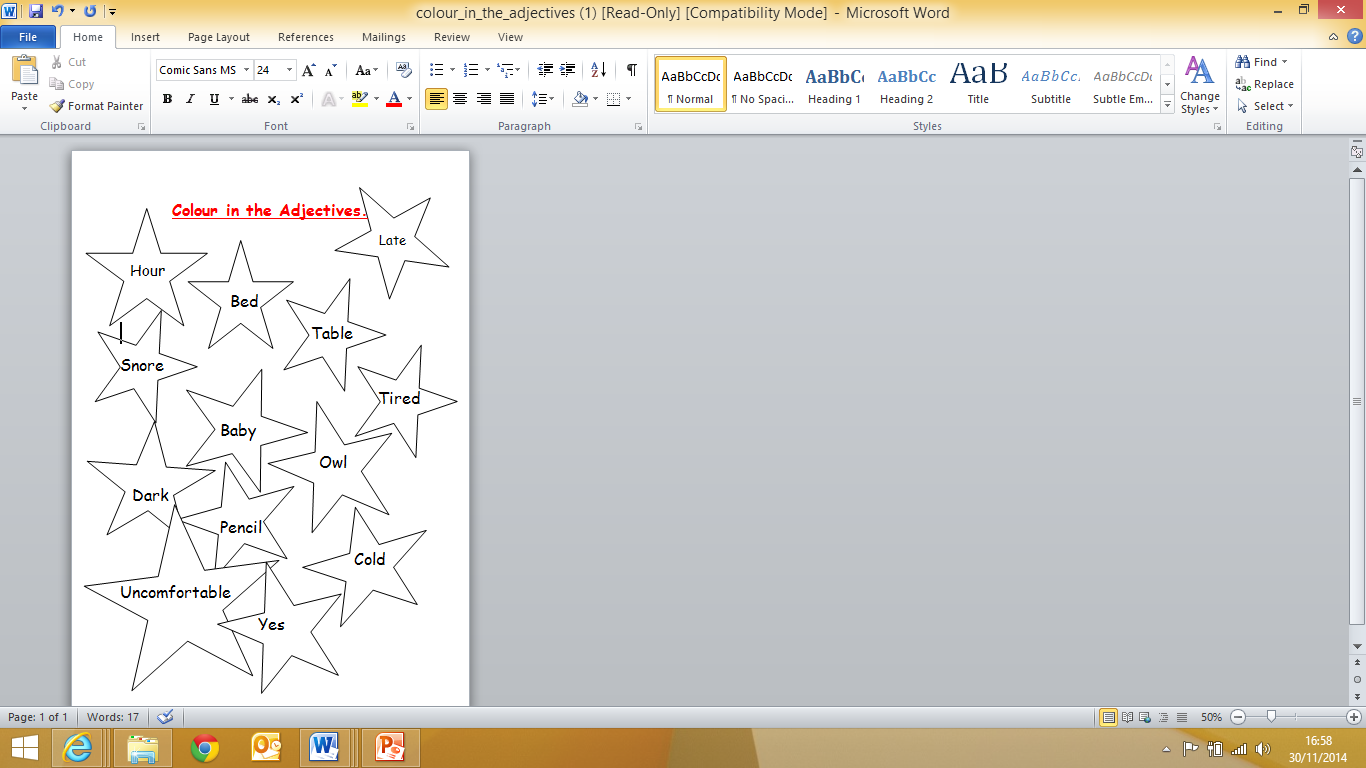 colour_in_the_adjectives (1) [Read-Only] [Compatibility Mode] - Microsoft Word
File Home Insert Page Layout References Mailings Review View
Paste
Cut
Copy
Format Painter
Clipboard
Comic Sans MS 24
Font
Paragraph
AaBbCcDc
¶ Normal
AaBbCcDc
¶ No Spaci...
AaBbCc
Heading 1
AaBbCc
Heading 2
AaB
Title
AaBbCc.
Subtitle
AaBbCcDc
Subtle Em...
Change
Styles
Styles
Find
Replace
Select
Editing
Colour in the Adjectives.
Late
Hour
Bed
Table
Snore
Tired
Baby
Owl
Dark
Pencil
Cold
Uncomfortable
Yes
Page: 1 of 1 Words: 17 50%
16:58
30/11/2014